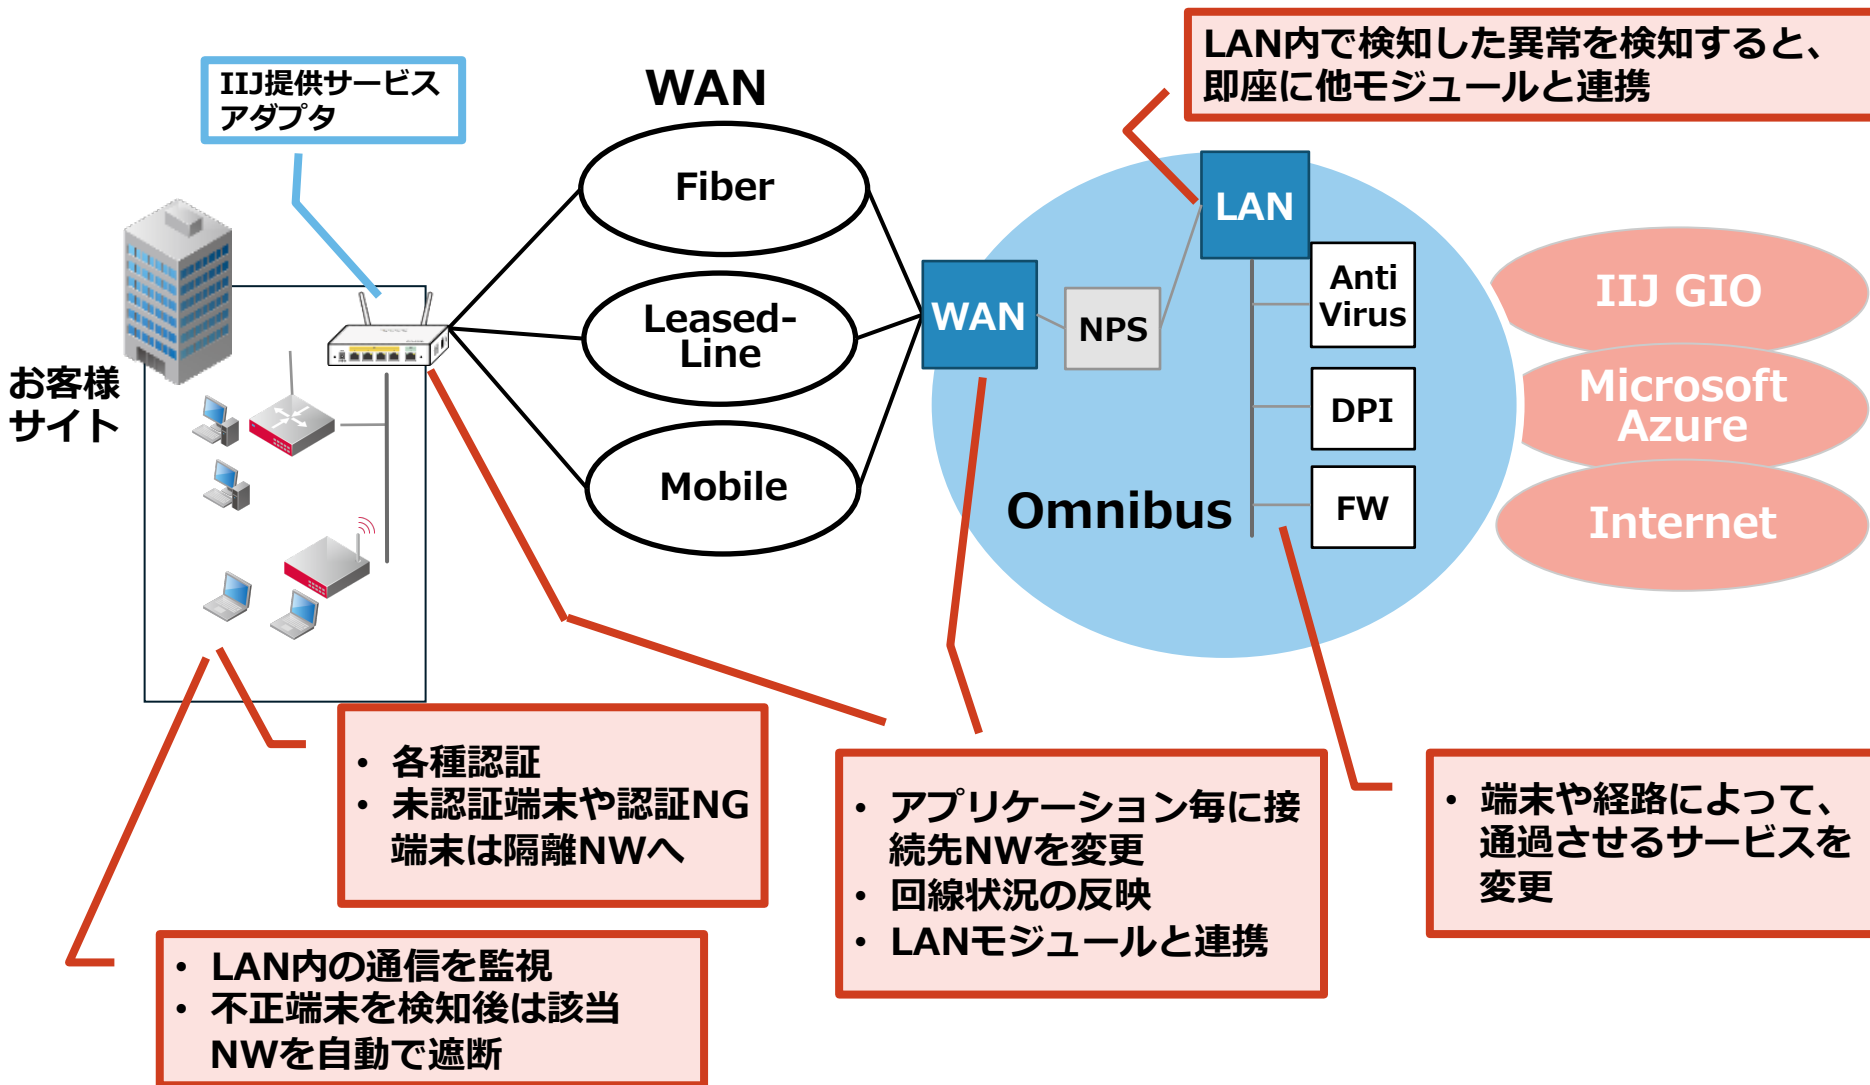 LAN内で検知した異常を検知すると、
即座に他モジュールと連携
IIJ提供サービス
アダプタ
WAN
Fiber
Leased-
Line
Mobile
お客様
サイト
WAN
NPS
LAN
Anti
Virus
DPI
FW
Omnibus
IIJ GIO
Microsoft
Azure
Internet
• 各種認証
• 未認証端末や認証NG
端末は隔離NWへ
• LAN内の通信を監視
• 不正端末を検知後は該当
NWを自動で遮断
• アプリケーション毎に接
続先NWを変更
• 回線状況の反映
• LANモジュールと連携
• 端末や経路によって、
通過させるサービスを
変更